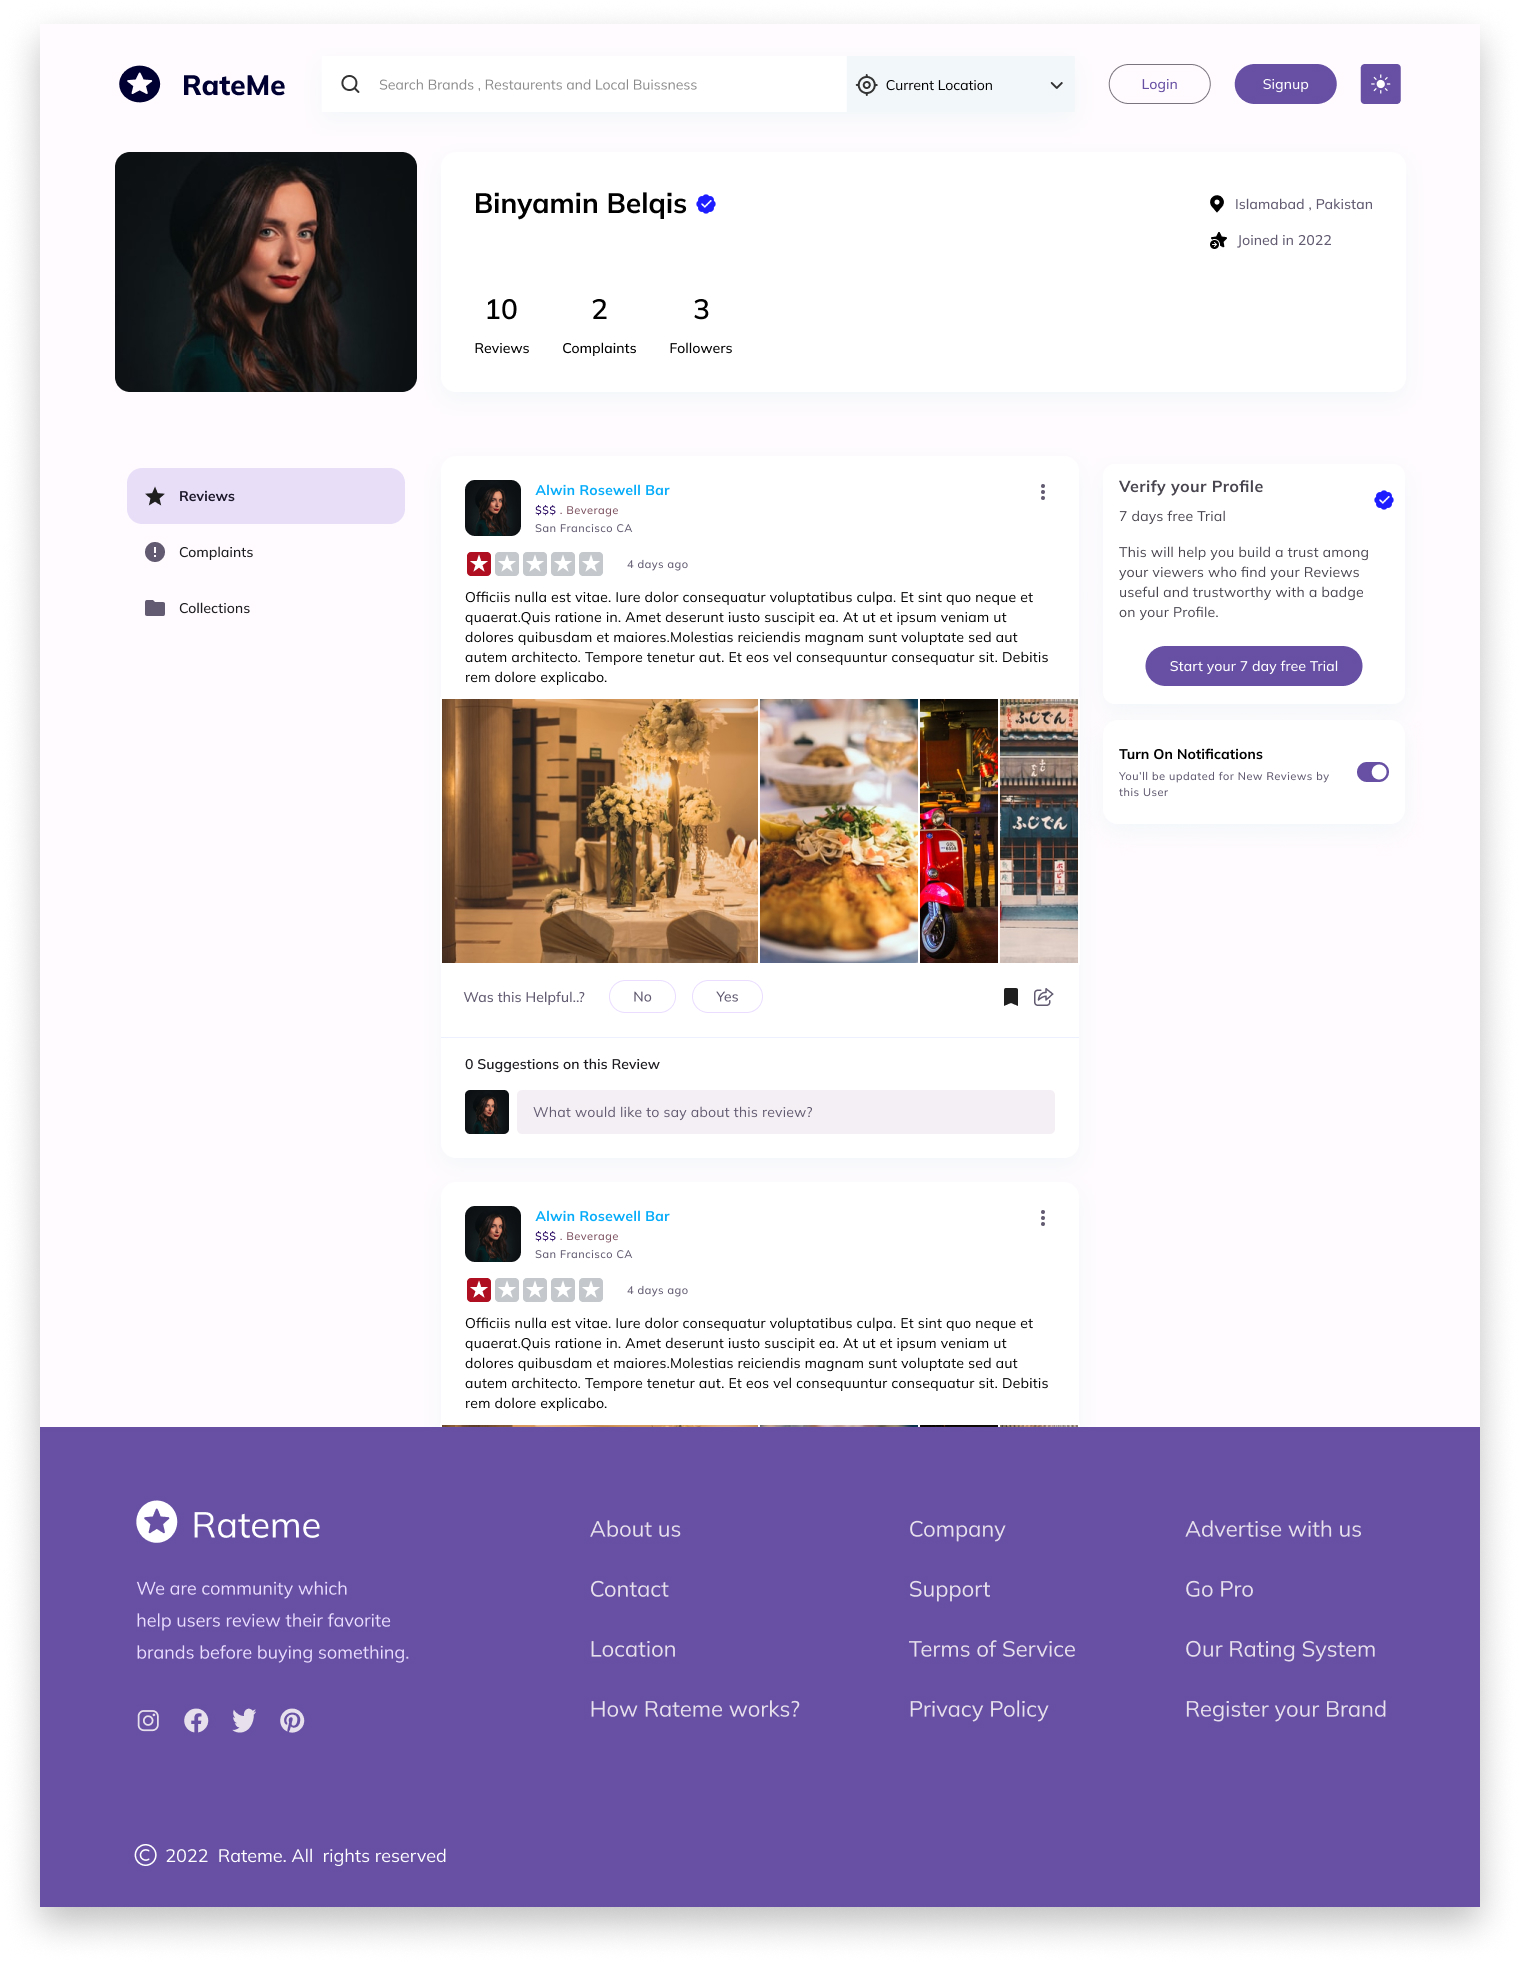 RateMe
Search Brands , Restaurents and Local Buissness
Current Location
Login
Signup
Binyamin Belqis
Islamabad , Pakistan
Joined in 2022
10
2
3
Reviews
Complaints
Followers
Reviews
Complaints
Collections
Alwin Rosewell Bar
$$$ . Beverage
San Francisco CA
4 days ago
Officiis nulla est vitae. Iure dolor consequatur voluptatibus culpa. Et sint quo neque et
quaerat.Quis ratione in. Amet deserunt iusto suscipit ea. At ut et ipsum veniam ut
dolores quibusdam et maiores.Molestias reiciendis magnam sunt voluptate sed aut
autem architecto. Tempore tenetur aut. Et eos vel consequuntur consequatur sit. Debitis
rem dolore explicabo.
ふじでん
ふじでん
Was this Helpful..?
No
Yes
0 Suggestions on this Review
What would like to say about this review?
Verify your Profile
7 days free Trial
This will help you build a trust among
your viewers who find your Reviews
useful and trustworthy with a badge
on your Profile.
Start your 7 day free Trial
Turn On Notifications
You'll be updated for New Reviews by
this User
Alwin Rosewell Bar
$$$ . Beverage
San Francisco CA
4 days ago
Officiis nulla est vitae. Iure dolor consequatur voluptatibus culpa. Et sint quo neque et
quaerat.Quis ratione in. Amet deserunt iusto suscipit ea. At ut et ipsum veniam ut
dolores quibusdam et maiores.Molestias reiciendis magnam sunt voluptate sed aut
autem architecto. Tempore tenetur aut. Et eos vel consequuntur consequatur sit. Debitis
rem dolore explicabo.
Rateme
We are community which
help users review their favorite
brands before buying something.
About us
Contact
Location
How Rateme works?
Company
Support
Terms of Service
Privacy Policy
Advertise with us
Go Pro
Our Rating System
Register your Brand
© 2022 Rateme. All rights reserved